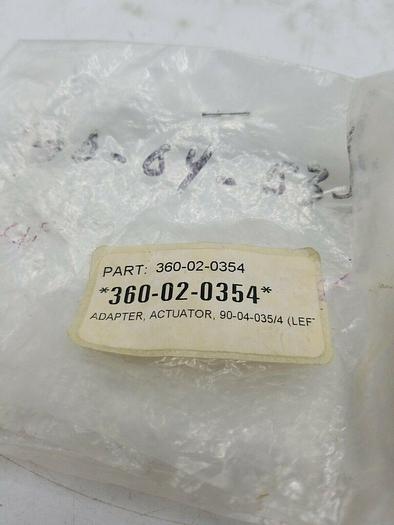 PART: 360-02-0354
*360-02-0354*
ADAPTER, ACTUATOR, 90-04-035/4 (LEF